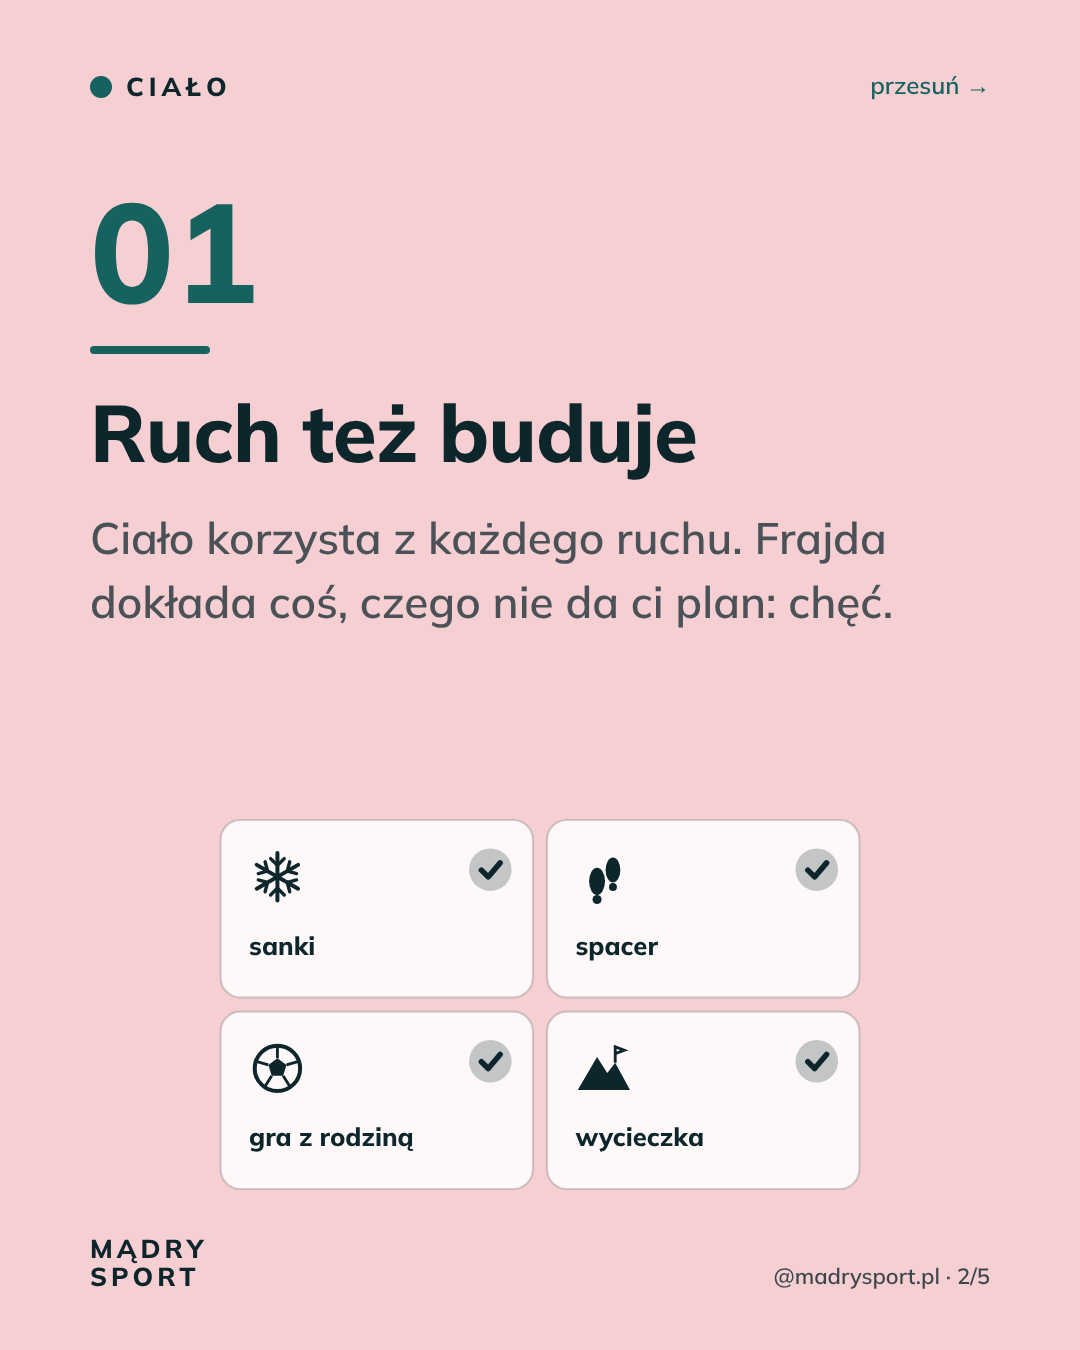 CIAŁO
przesuń →
01
Ruch też buduje
Ciało korzysta z każdego ruchu. Frajda
dokłada coś, czego nie da ci plan: chęć.
sanki
spacer
gra z rodziną
wycieczka
MĄDRY
SPORT
@madrysport.pl · 2/5